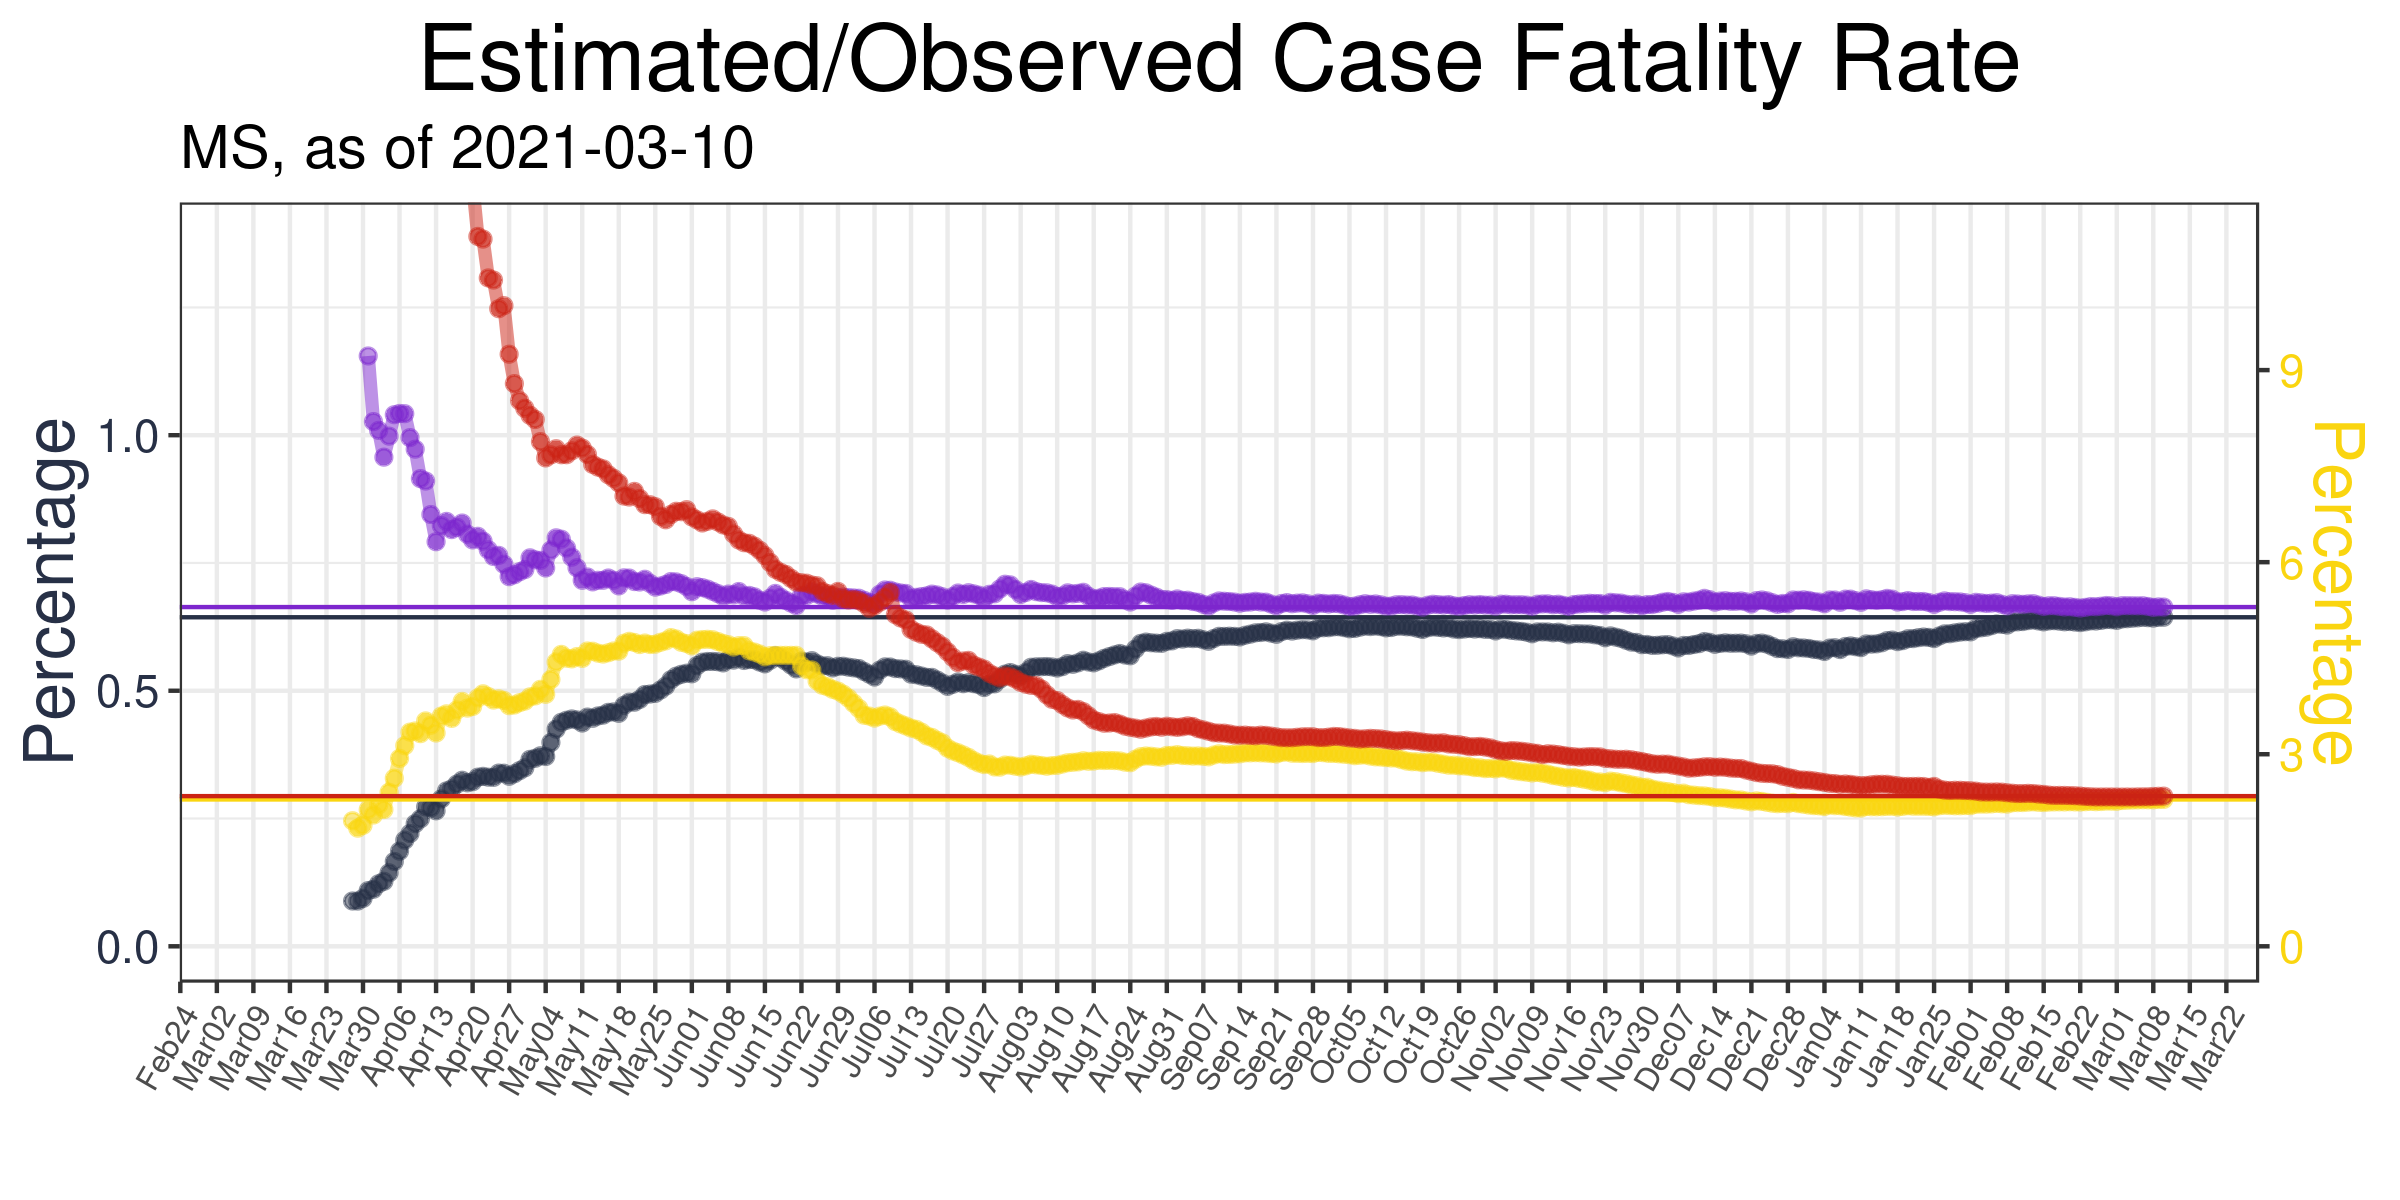 Estimated/Observed Case Fatality Rate
MS, as of 2021-03-10
Percentage
1.0
0.5
0.0
9
6
3
0
Percentage
Feb24 Mar02 Mar09 Mar16 Mar23 Mar30 Apr06 Apr13 Apr20 Apr27 May04 May11 May18 May25 Jun01 Jun08 Jun15 Jun22 Jun29 Jul06 Jul13 Jul20 Jul27 Aug03 Aug10 Aug17 Aug24 Aug31 Sep07 Sep14 Sep21 Sep28 Oct05 Oct12 Oct19 Oct26 Nov02 Nov09 Nov16 Nov23 Nov30 Dec07 Dec14 Dec21 Dec28 Jan04 Jan11 Jan18 Jan25 Feb01 Feb08 Feb15 Feb22 Mar01 Mar08 Mar15 Mar22